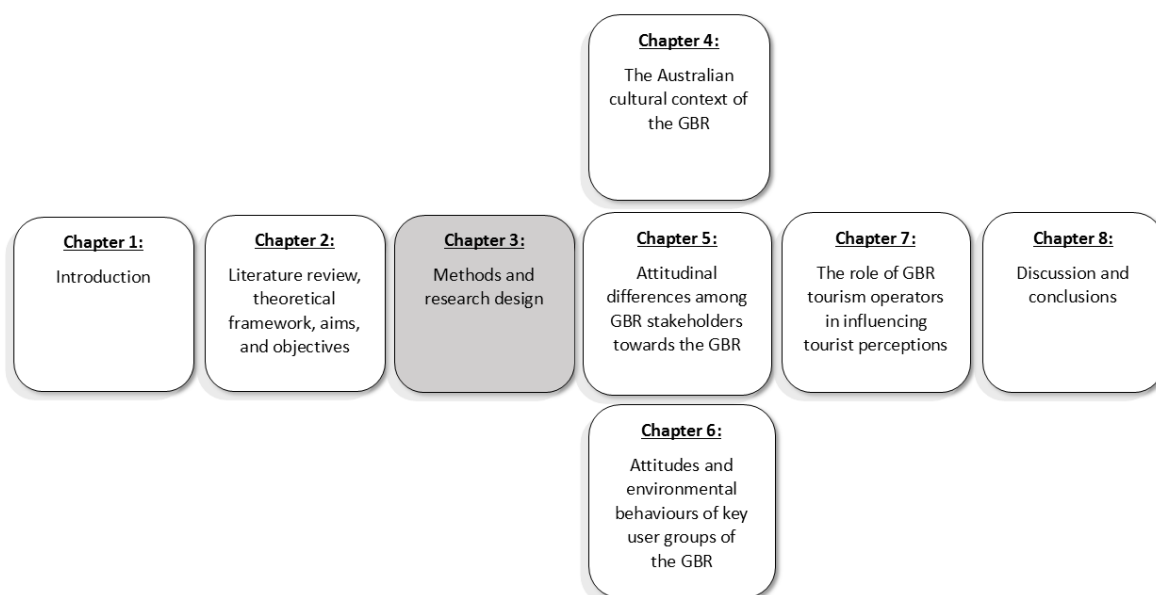 Chapter 1:
Introduction
Chapter 2:
Literature review,
theoretical
framework, aims,
and objectives
Chapter 3:
Methods and
research design
Chapter 4:
The Australian
cultural context of
the GBR
Chapter 5:
Attitudinal
differences among
GBR stakeholders
towards the GBR
Chapter 6:
Attitudes and
environmental
behaviours of key
user groups of
the GBR
Chapter 7:
The role of GBR
tourism operators
in influencing
tourist perceptions
Chapter 8:
Discussion and
conclusions